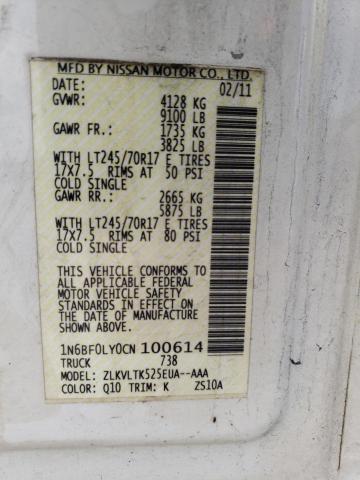 MFD BY NISSAN MOTOR CO., LTD.
DATE: 02/11
GVWR: 4128 KG
9100 LB
GAWR FR.: 1735 KG
3825 LB
WITH LT245/70R17 E TIRES
17X7.5 RIMS AT 50 PSI
COLD SINGLE
GAWR RR.: 2665 KG
5875 LB
WITH LT245/70R17 E TIRES
17X7.5 RIMS AT 80 PSI
COLD SINGLE
THIS VEHICLE CONFORMS TO
ALL APPLICABLE FEDERAL
MOTOR VEHICLE SAFETY
STANDARDS IN EFFECT ON
THE DATE OF MANUFACTURE
SHOWN ABOVE.
1N6BF0LY0CN 100614
TRUCK 738
MODEL: ZLKVLTK525EUA--AAA
COLOR: Q10 TRIM: K ZS10A